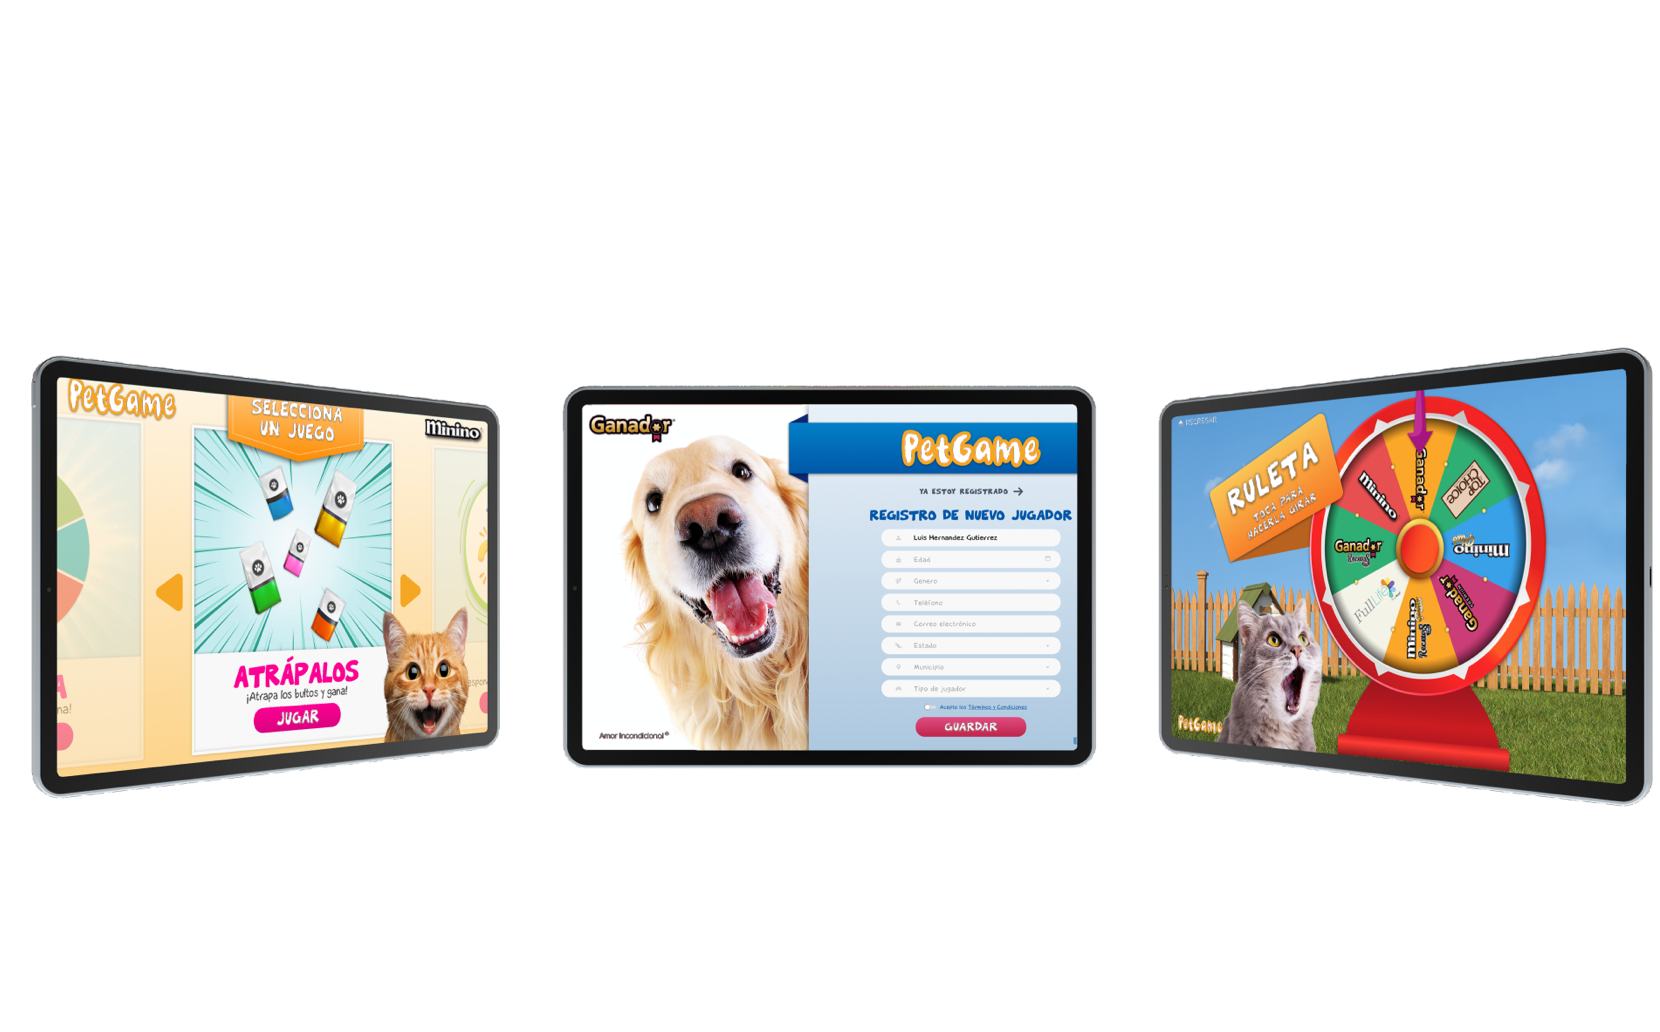 PetGame
SELECCIONA
UN JUEGO
Minino
ATRÁPALOS
¡Atrapa los bultos y gana!
JUGAR
A
na!
Ganador
PetGame
YA ESTOY REGISTRADO →
REGISTRO DE NUEVO JUGADOR
Luis Hernandez Gutierrez
Edad
Genero
Teléfono
Correo electrónico
Estado
Municipio
Tipo de jugador
Acepto los Términos y Condiciones
GUARDAR
Amor Incondicional
REGRESAR
RULETA
TOCA PARA
HACERLA GIRAR
Ganador
TOP CHOICE
Minino
Ganador
Minino
FullLife
Ganador
Minino
PetGame